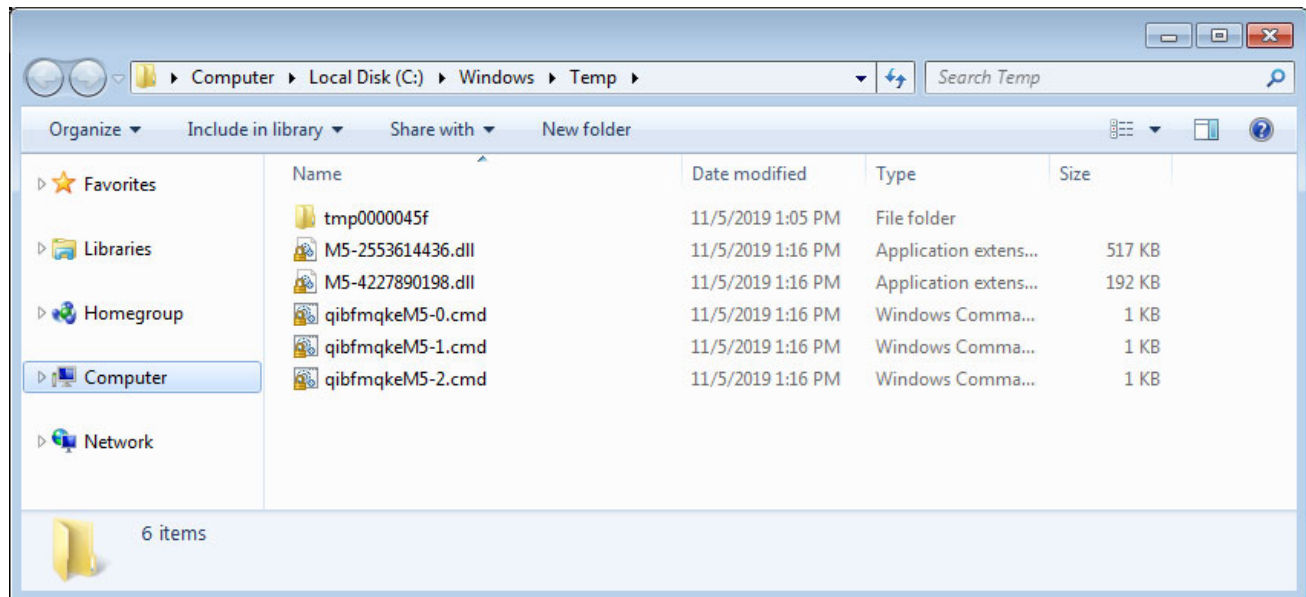 Computer Local Disk (C:) Windows Temp Search Temp
Organize Include in library Share with New folder
Favorites
Libraries
Homegroup
Computer
Network
Name Date modified Type Size
tmp0000045f 11/5/2019 1:05 PM File folder
M5-2553614436.dll 11/5/2019 1:16 PM Application extens... 517 KB
M5-4227890198.dll 11/5/2019 1:16 PM Application extens... 192 KB
qibfmqkeM5-0.cmd 11/5/2019 1:16 PM Windows Comma... 1 KB
qibfmqkeM5-1.cmd 11/5/2019 1:16 PM Windows Comma... 1 KB
qibfmqkeM5-2.cmd 11/5/2019 1:16 PM Windows Comma... 1 KB
6 items